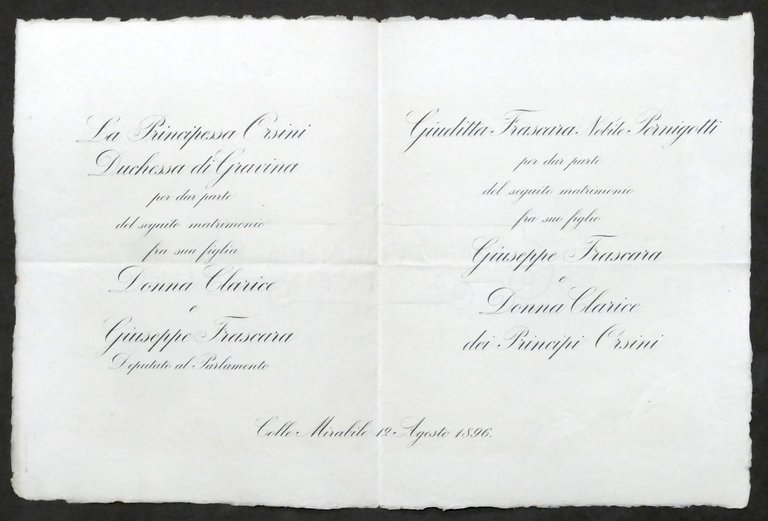 La Principessa Orsini
Duchessa di Gravina
per dar parte
del seguito matrimonio
fra sua figlia
Donna Clarice
e
Giuseppe Frascara
Deputato al Parlamento
Giuditta Frascara Nobile Pernigotti
per dar parte
del seguito matrimonio
fra suo figlio
Giuseppe Frascara
e
Donna Clarice
dei Principi Orsini
Colle Mirabile 12 Agosto 1896.